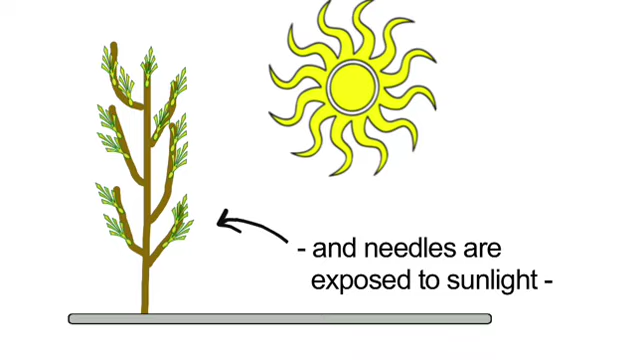 - and needles are
exposed to sunlight -